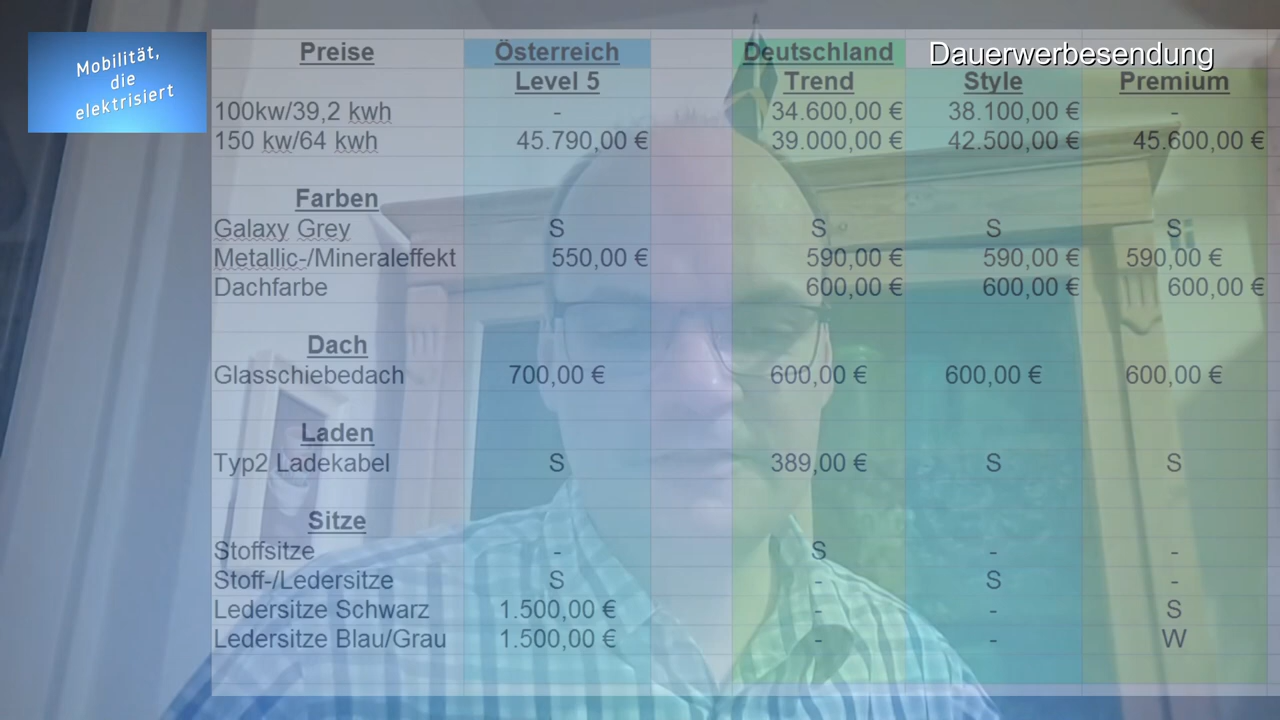 Mobilität,
die
elektrisiert
Dauerwerbesendung
Preise Österreich Deutschland
Level 5 Trend Style Premium
100kw/39,2 kwh - 34.600,00 € 38.100,00 € -
150 kw/64 kwh 45.790,00 € 39.000,00 € 42.500,00 € 45.600,00 €
Farben
Galaxy Grey S S S S
Metallic-/Mineraleffekt 550,00 € 590,00 € 590,00 € 590,00 €
Dachfarbe 600,00 € 600,00 € 600,00 €
Dach
Glasschiebedach 700,00 € 600,00 € 600,00 € 600,00 €
Laden
Typ2 Ladekabel S 389,00 € S S
Sitze
Stoffsitze - S - -
Stoff-/Ledersitze S - S -
Ledersitze Schwarz 1.500,00 € - - S
Ledersitze Blau/Grau 1.500,00 € - - W